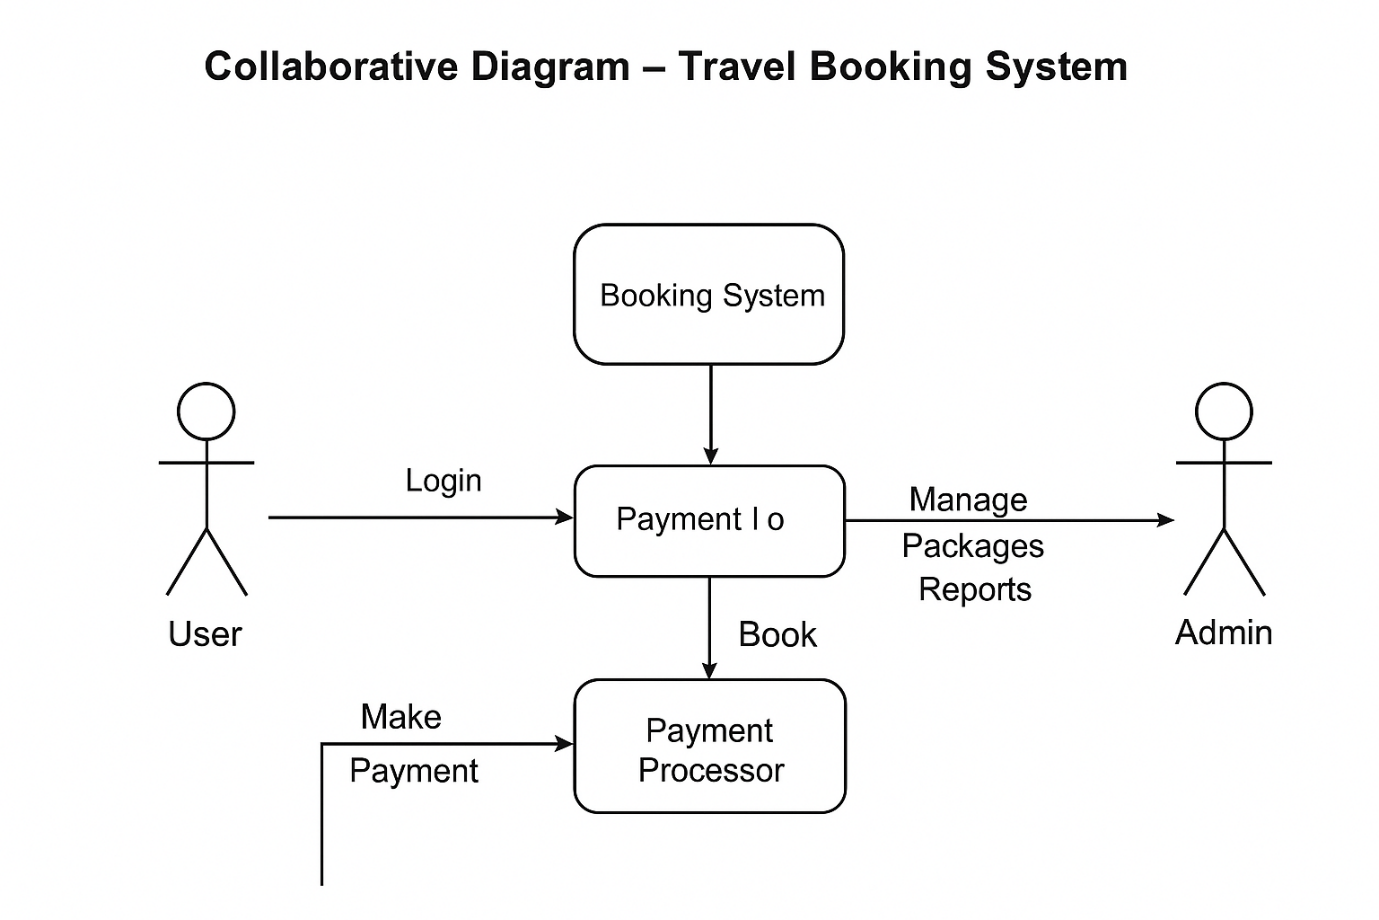 Collaborative Diagram – Travel Booking System
Booking System
Login
Payment I o
Manage
Packages
Reports
User
Admin
Book
Make
Payment
Payment
Processor